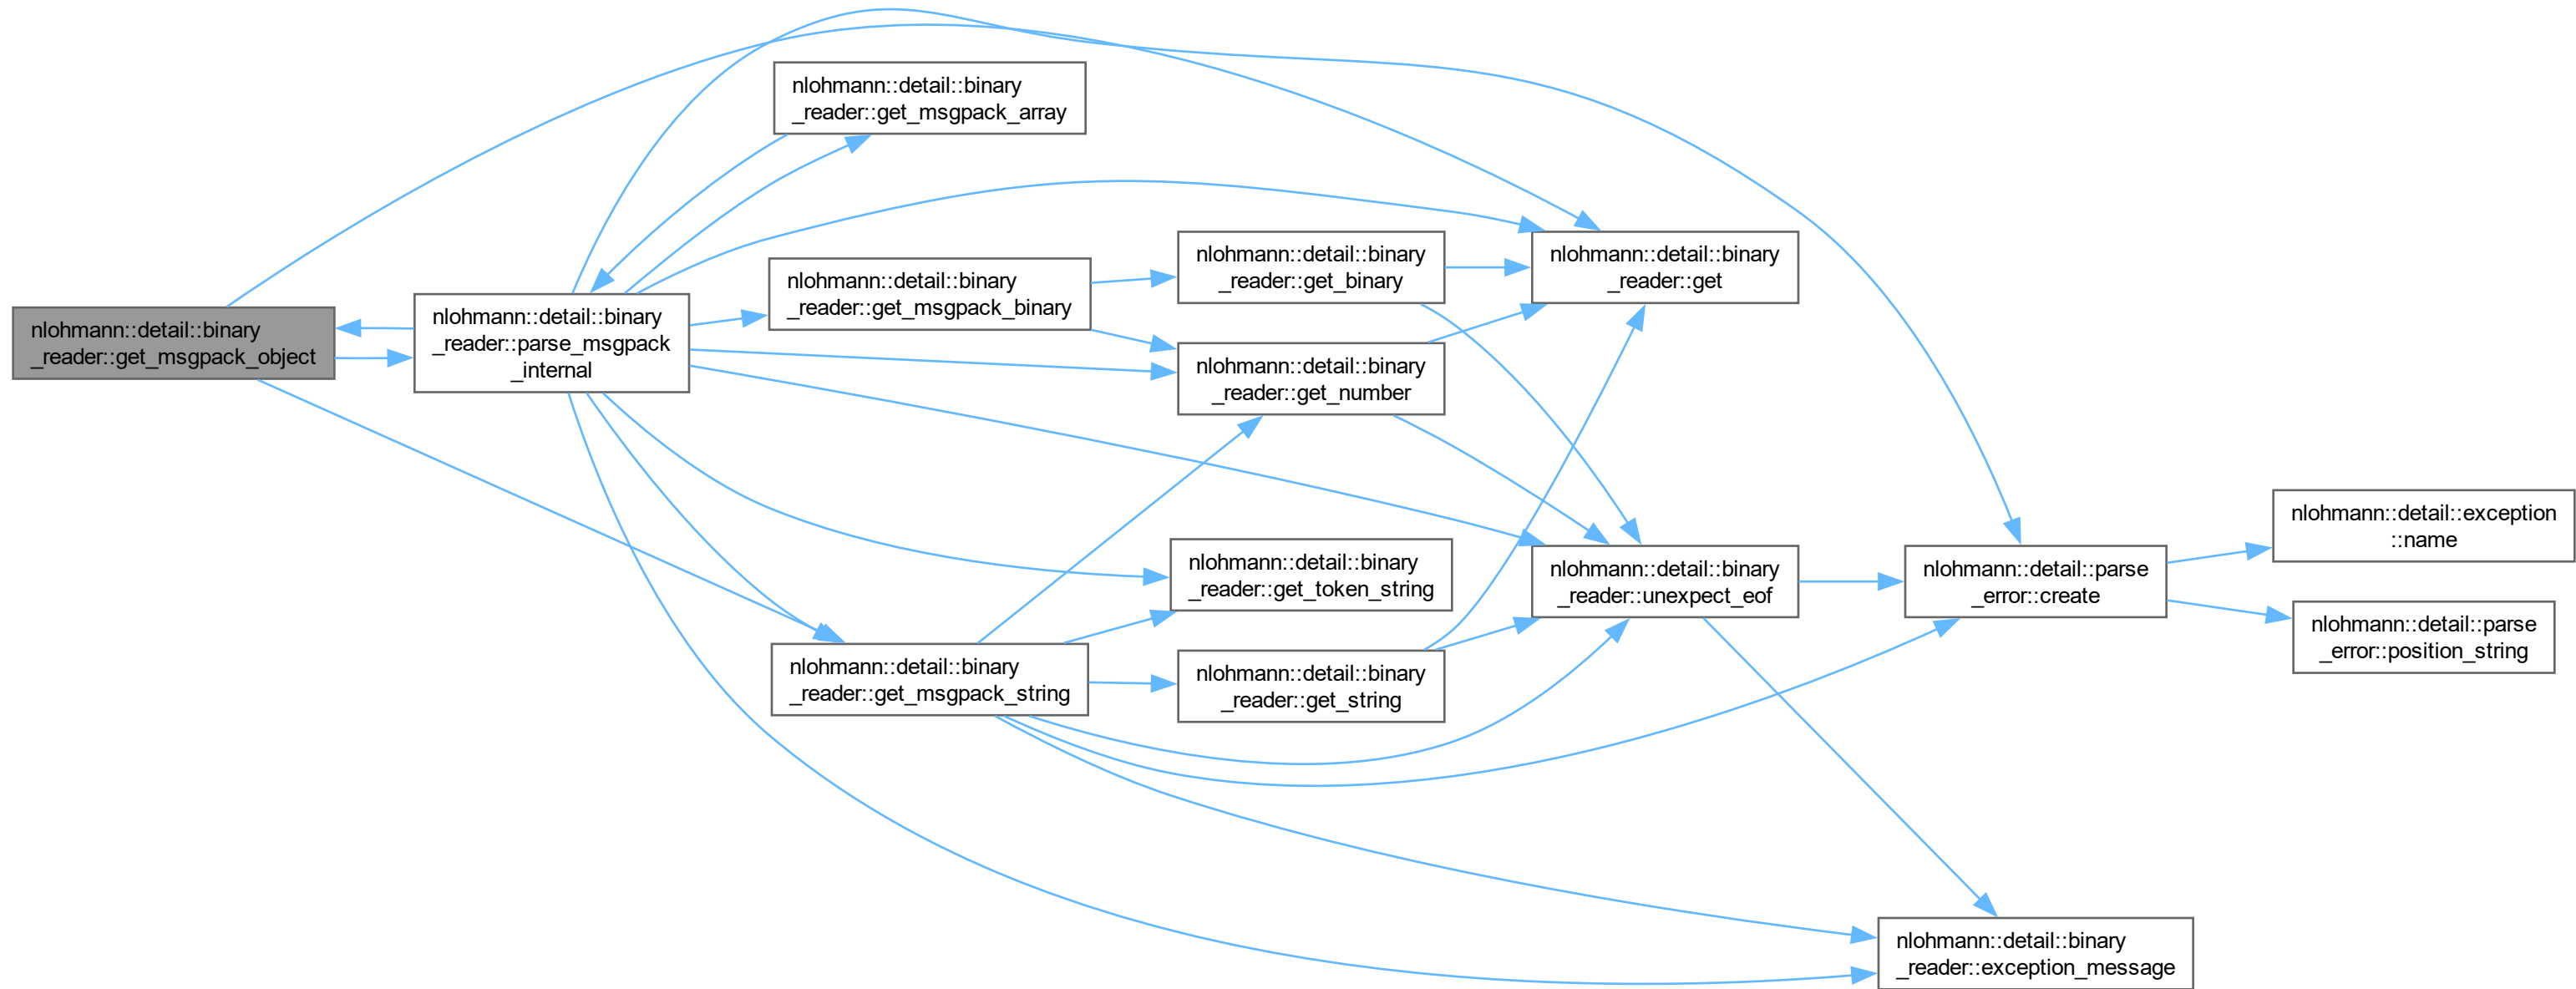 nlohmann::detail::binary
_reader::get_msgpack_object
nlohmann::detail::binary
_reader::parse_msgpack
_internal
nlohmann::detail::binary
_reader::get_msgpack_array
nlohmann::detail::binary
_reader::get_msgpack_binary
nlohmann::detail::binary
_reader::get_msgpack_string
nlohmann::detail::binary
_reader::get_binary
nlohmann::detail::binary
_reader::get_number
nlohmann::detail::binary
_reader::get_token_string
nlohmann::detail::binary
_reader::get_string
nlohmann::detail::binary
_reader::get
nlohmann::detail::binary
_reader::unexpect_eof
nlohmann::detail::parse
_error::create
nlohmann::detail::binary
_reader::exception_message
nlohmann::detail::exception
::name
nlohmann::detail::parse
_error::position_string